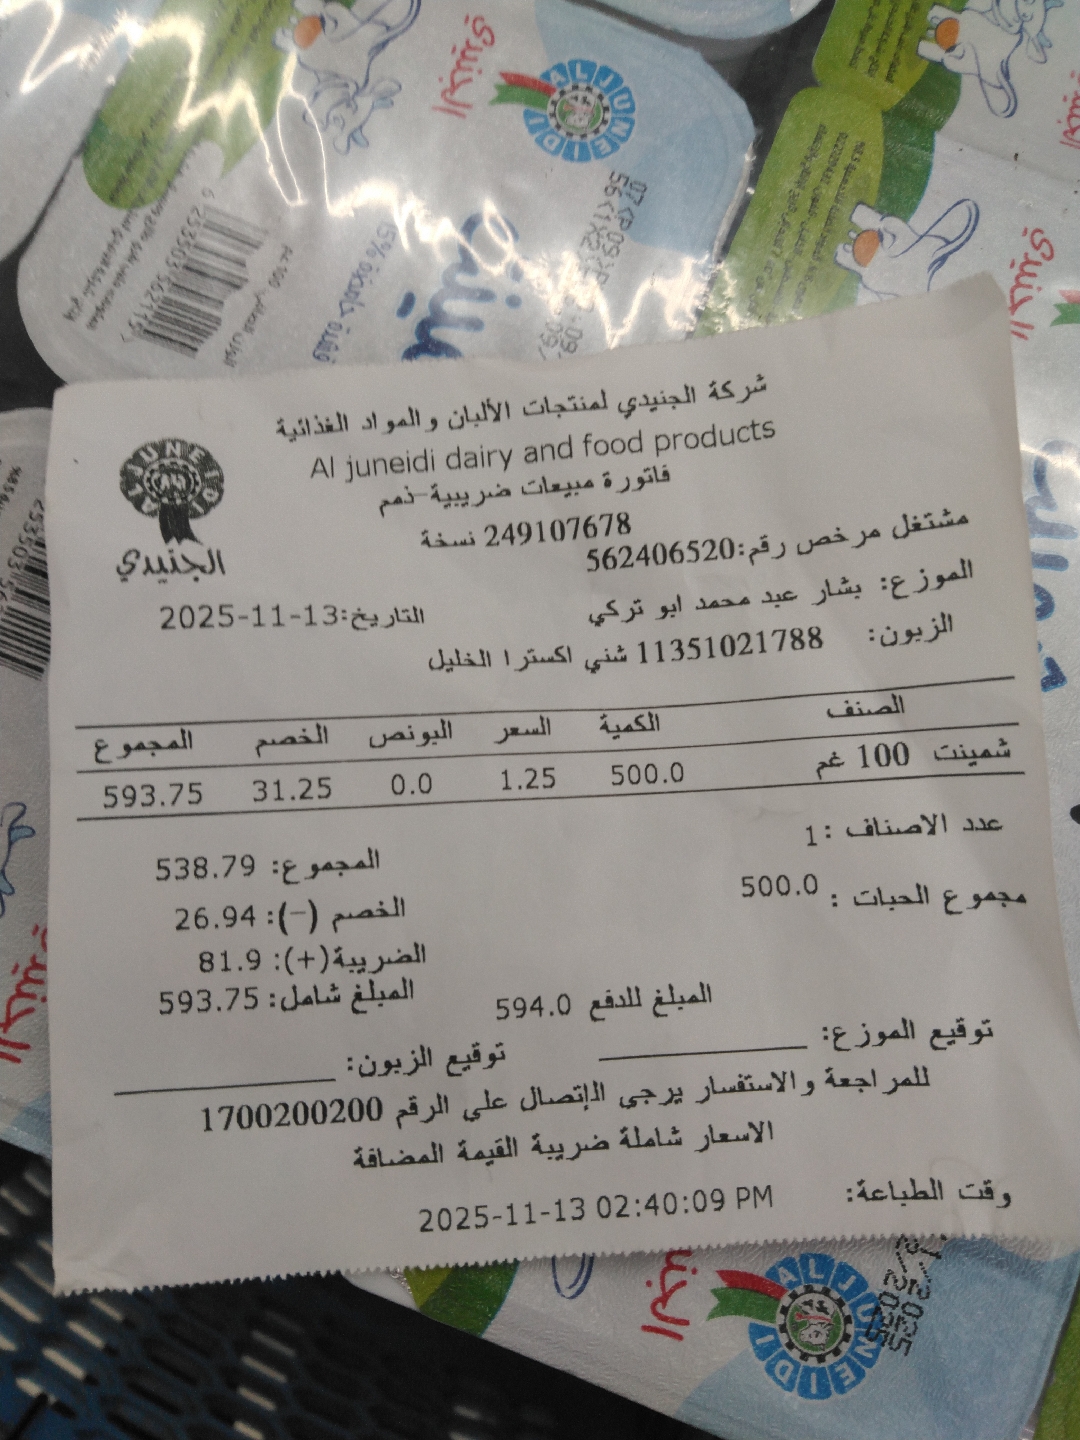 الجنيدي
ALJUNEIDI
شركة الجنيدي لمنتجات الألبان والمواد الغذائية
Al juneidi dairy and food products
فاتورة مبيعات ضريبية-ذمم
249107678 نسخة
مشتغل مرخص رقم:562406520
الموزع: بشار عبد محمد ابو تركي
التاريخ:2025-11-13
الزبون: 11351021788 شني اكسترا الخليل
الصنف الكمية السعر البونص الخصم المجموع
شمينت 100 غم 500.0 1.25 0.0 31.25 593.75
عدد الاصناف :1
المجموع: 538.79
مجموع الحبات : 500.0
الخصم (-): 26.94
الضريبة(+): 81.9
المبلغ شامل: 593.75
المبلغ للدفع 594.0
توقيع الموزع:
توقيع الزبون:
للمراجعة والاستفسار يرجى الإتصال على الرقم 1700200200
الاسعار شاملة ضريبة القيمة المضافة
وقت الطباعة: 2025-11-13 02:40:09 PM
الجنيدي
ALJUNEIDI